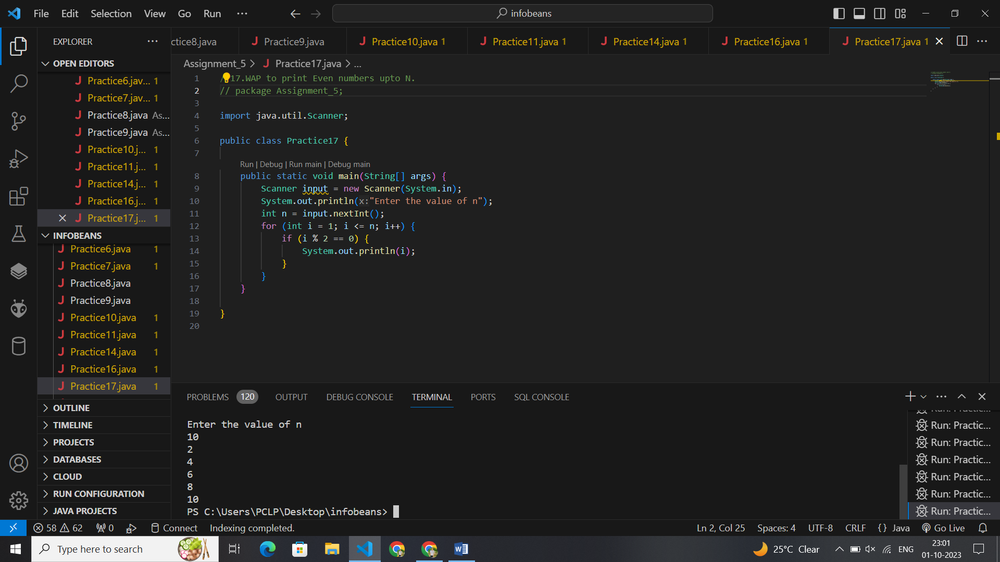 File Edit Selection View Go Run ··· infobeans
EXPLORER
ctice8.java Practice9.java Practice10.java 1 Practice11.java 1 Practice14.java 1 Practice16.java 1 Practice17.java 1
OPEN EDITORS
Practice6.jav... 1
Practice7.jav... 1
Practice8.java As...
Practice9.java As...
Practice10.j... 1
Practice11.j... 1
Practice14.j... 1
Practice16.j... 1
Practice17.j... 1
INFOBEANS
Practice6.java 1
Practice7.java 1
Practice8.java
Practice9.java
Practice10.java 1
Practice11.java 1
Practice14.java 1
Practice16.java 1
Practice17.java 1
OUTLINE
TIMELINE
PROJECTS
DATABASES
CLOUD
RUN CONFIGURATION
JAVA PROJECTS
Assignment_5 > Practice17.java > ...
1 / 17.WAP to print Even numbers upto N.
2 // package Assignment_5;
3
4 import java.util.Scanner;
5
6 public class Practice17 {
7
Run | Debug | Run main | Debug main
8 public static void main(String[] args) {
9 Scanner input = new Scanner(System.in);
10 System.out.println(x:"Enter the value of n");
11 int n = input.nextInt();
12 for (int i = 1; i <= n; i++) {
13 if (i % 2 == 0) {
14 System.out.println(i);
15 }
16 }
17 }
18
19 }
20
PROBLEMS 120 OUTPUT DEBUG CONSOLE TERMINAL PORTS SQL CONSOLE
Enter the value of n
10
2
4
6
8
10
PS C:\Users\PCLP\Desktop\infobeans>
Run: Practic...
Run: Practic...
Run: Practic...
Run: Practic...
Run: Practic...
Run: Practic...
Run: Practic...
58 62 0 Connect Indexing completed. Ln 2, Col 25 Spaces: 4 UTF-8 CRLF {} Java Go Live
Type here to search 25°C Clear ENG 23:01
01-10-2023